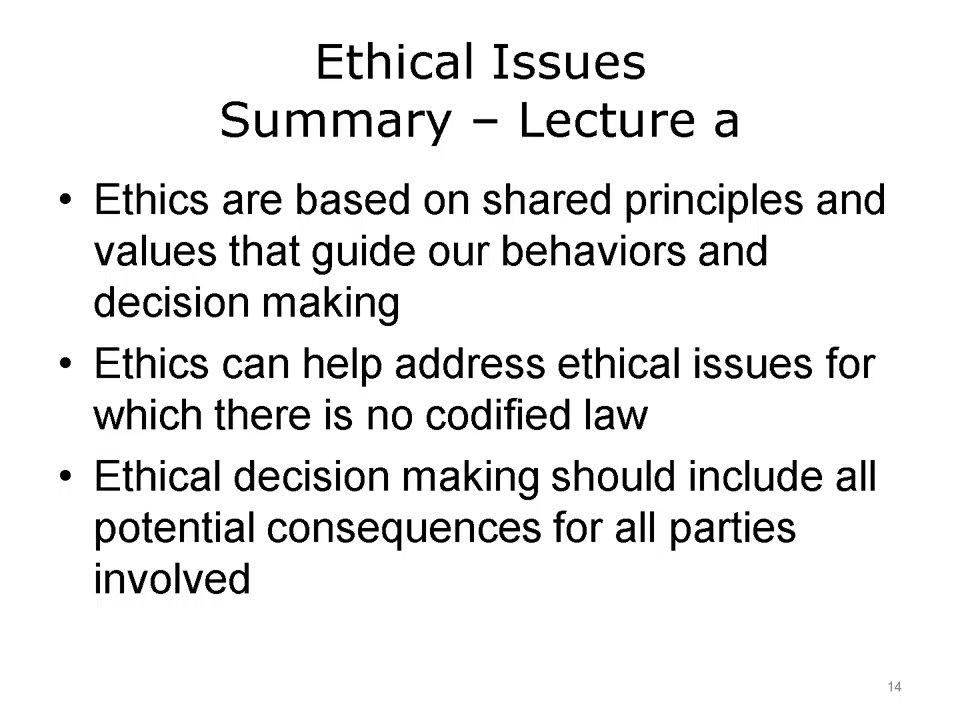 Ethical Issues
Summary – Lecture a
• Ethics are based on shared principles and
values that guide our behaviors and
decision making
• Ethics can help address ethical issues for
which there is no codified law
• Ethical decision making should include all
potential consequences for all parties
involved
14